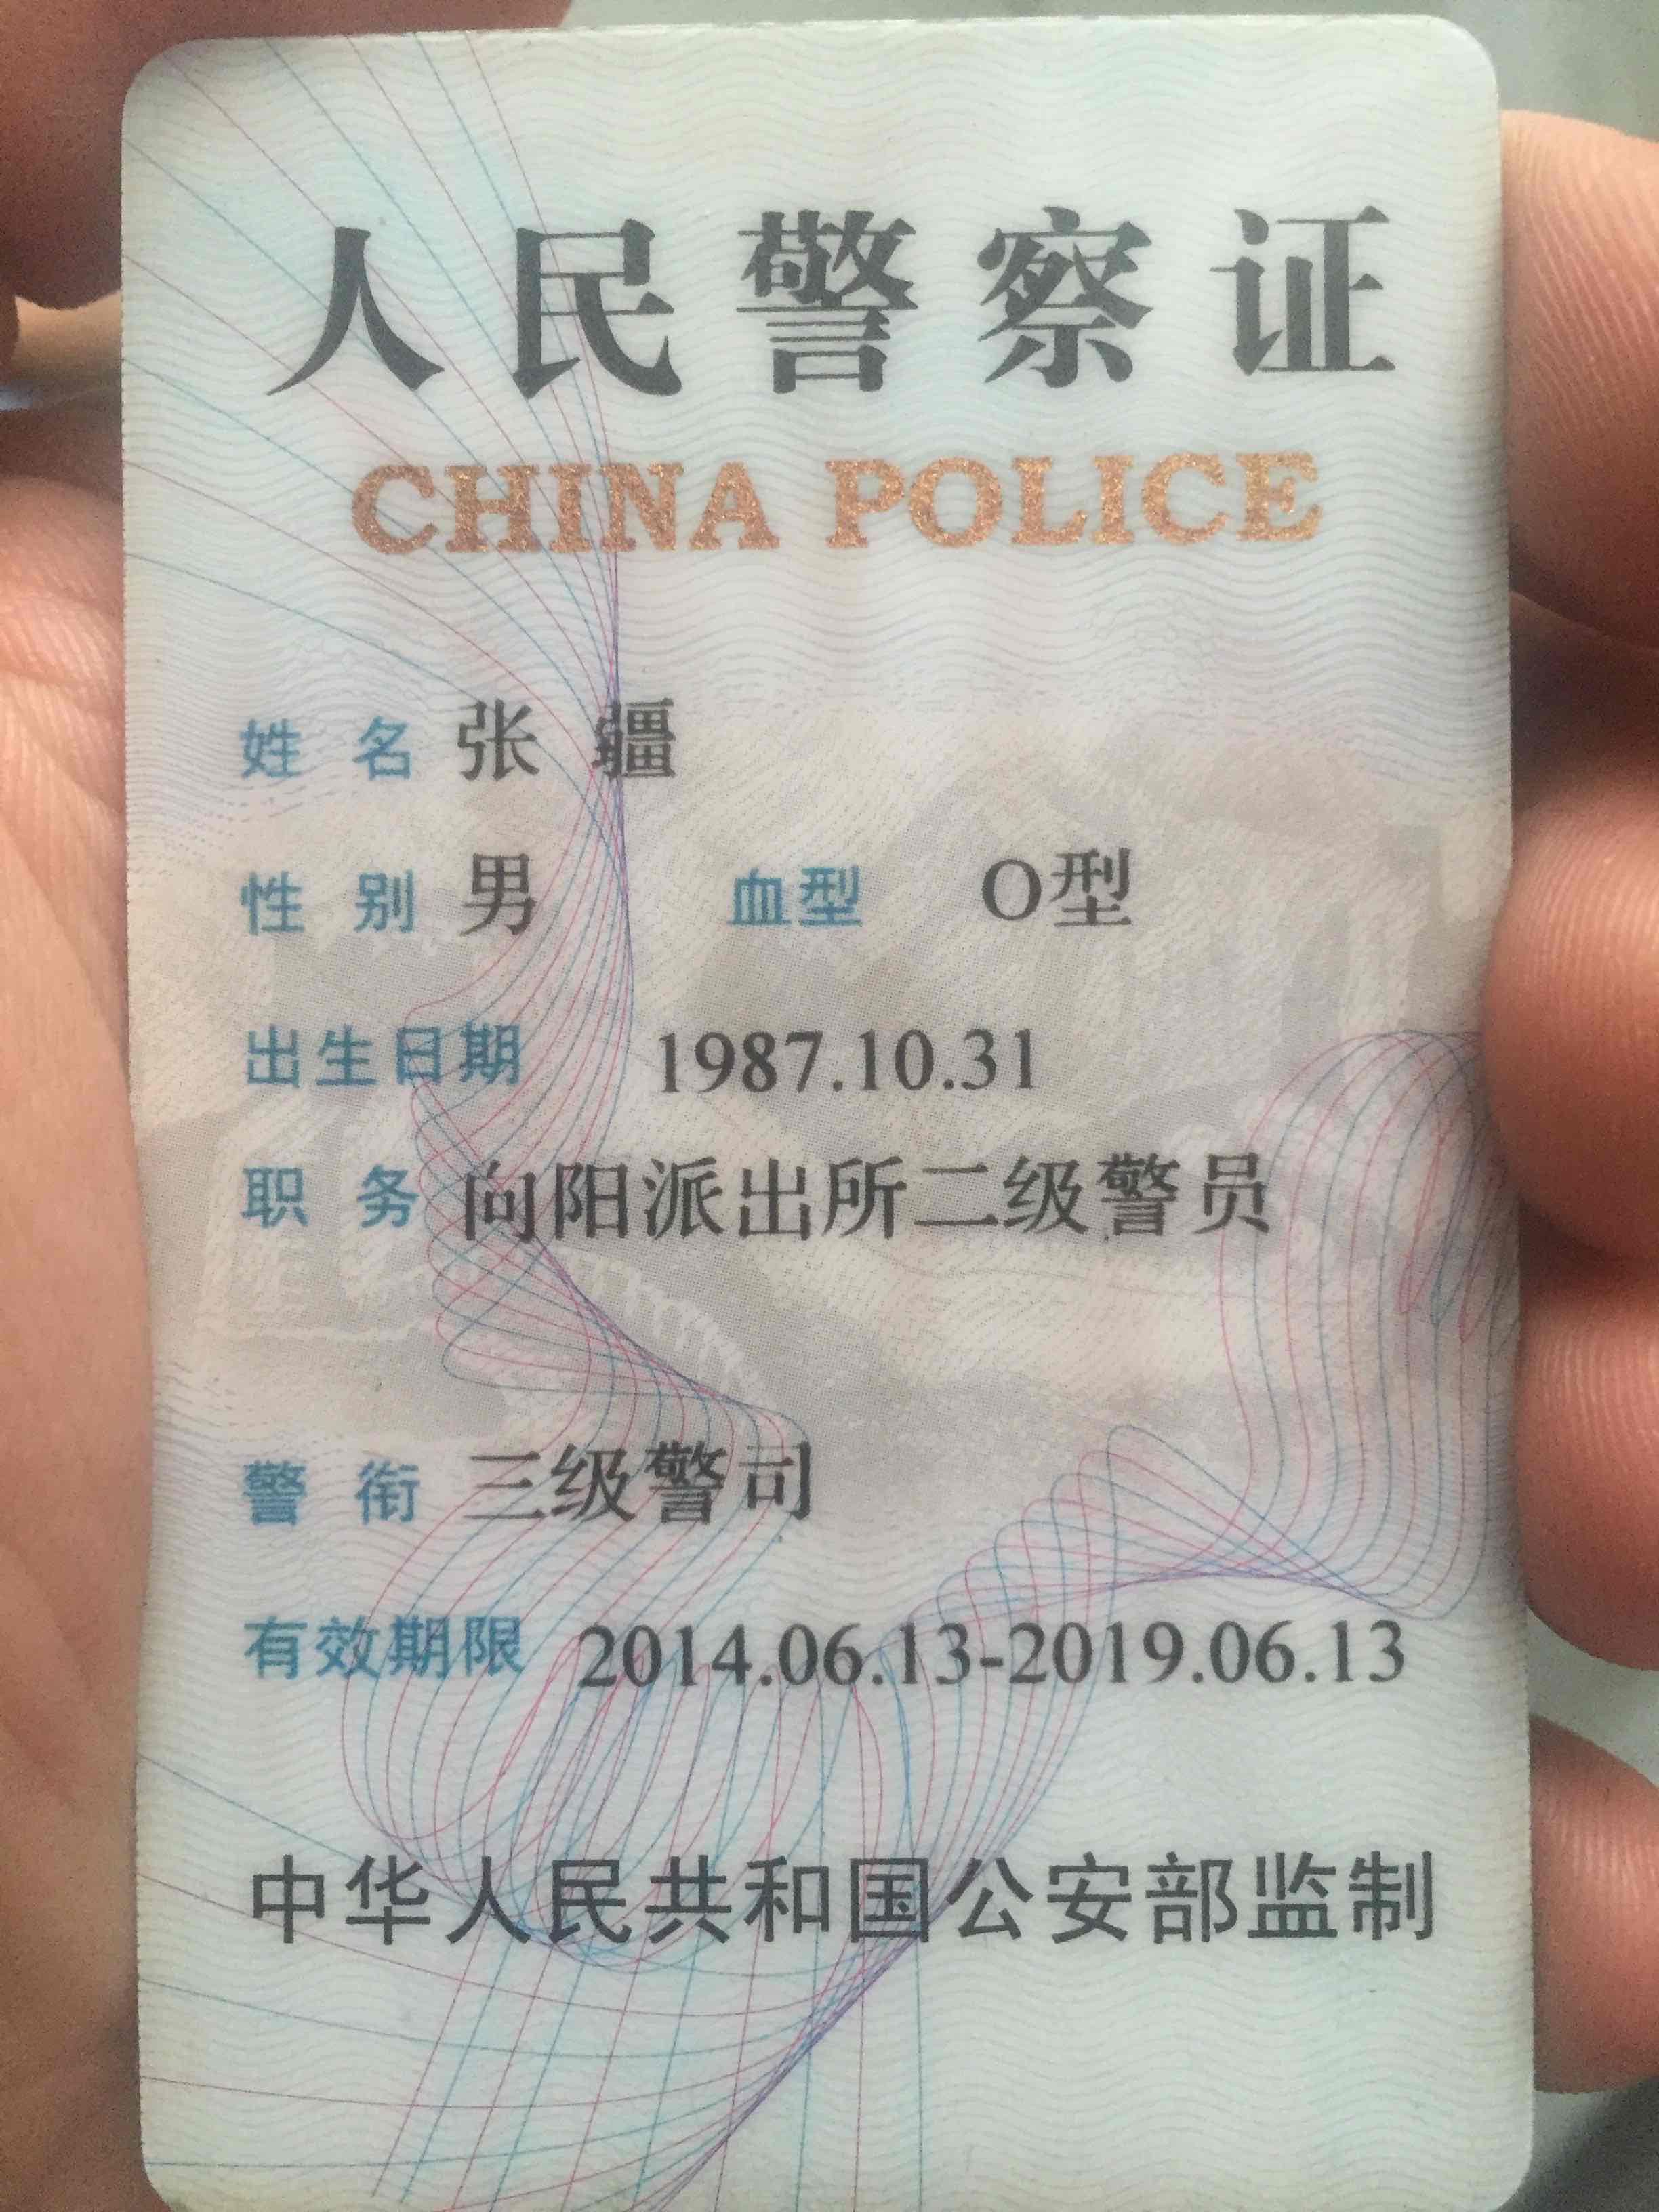 人民警察证
CHINA POLICE
姓名 张疆
性别 男 血型 O型
出生日期 1987.10.31
职务 向阳派出所二级警员
警衔 三级警司
有效期限 2014.06.13-2019.06.13
中华人民共和国公安部监制